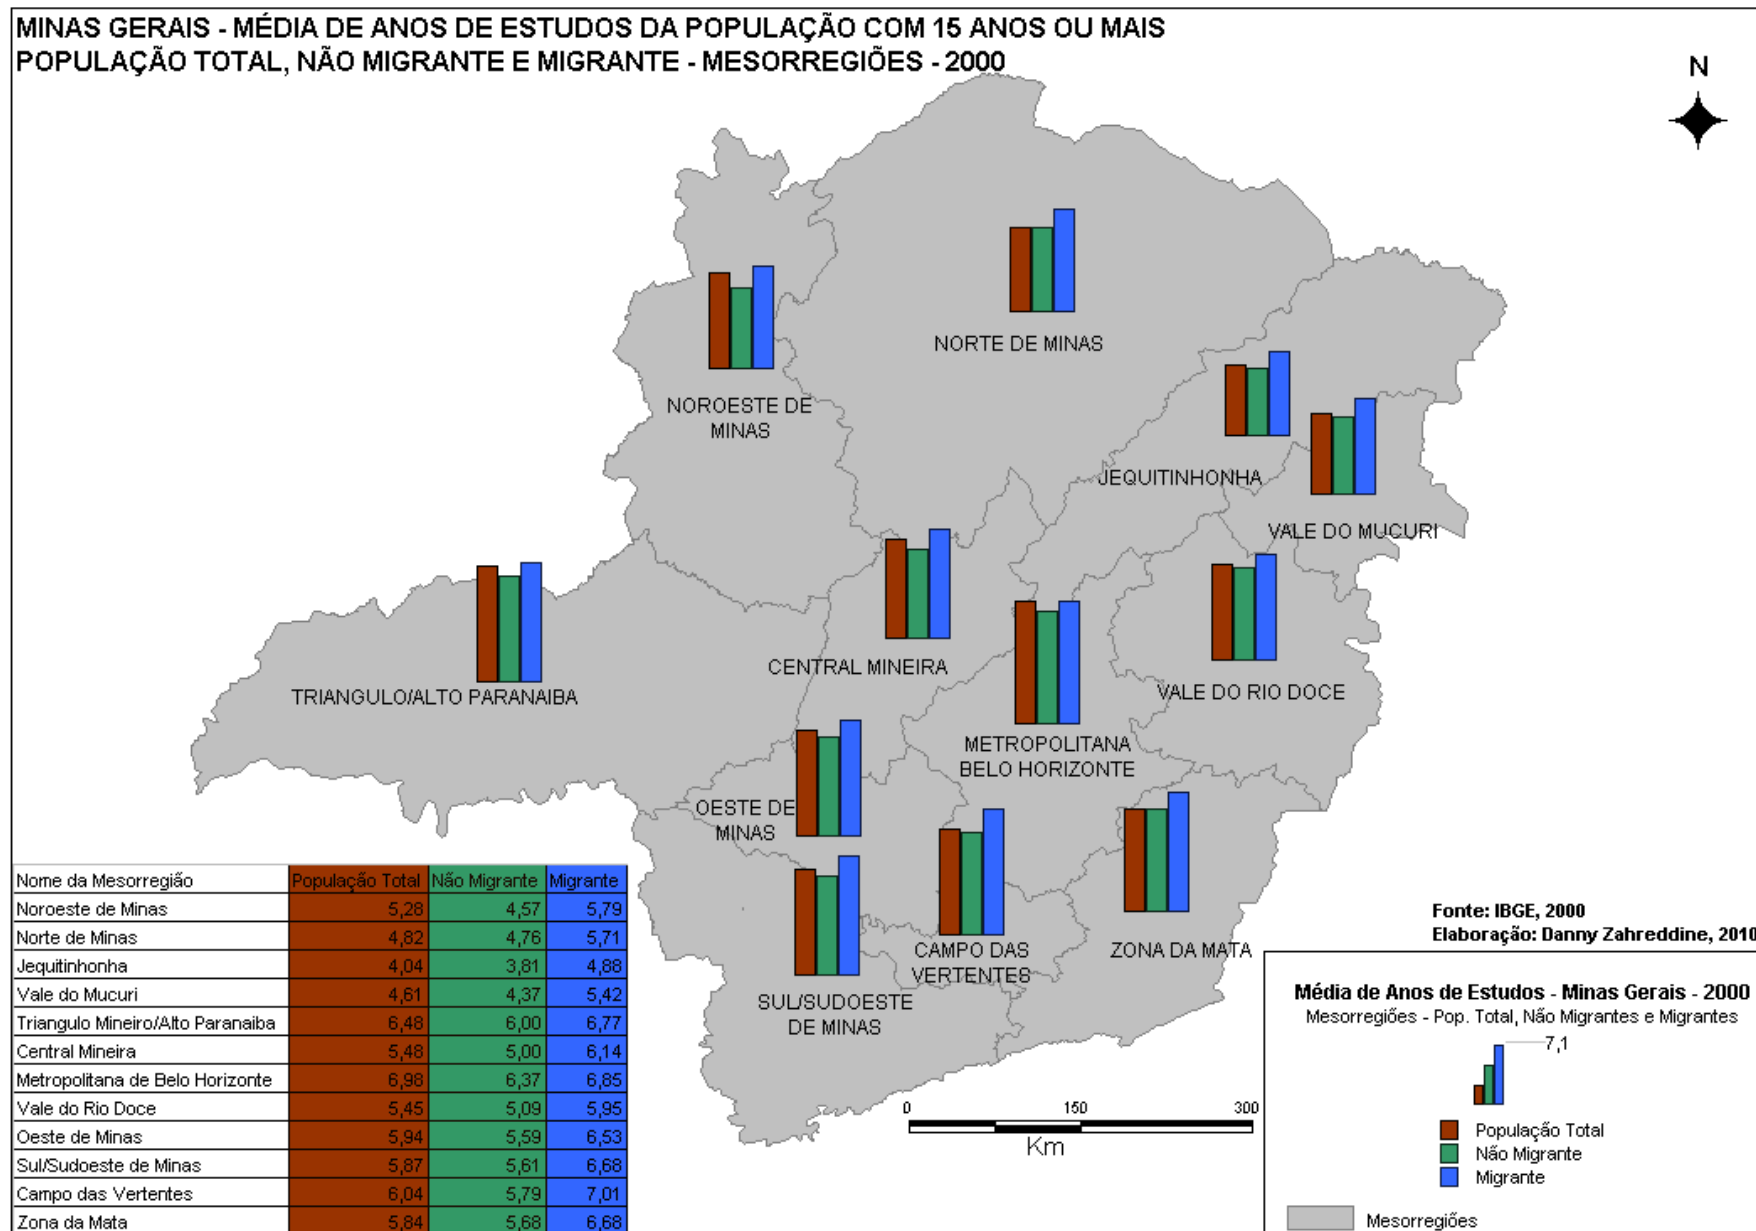 MINAS GERAIS - MÉDIA DE ANOS DE ESTUDOS DA POPULAÇÃO COM 15 ANOS OU MAIS
POPULAÇÃO TOTAL, NÃO MIGRANTE E MIGRANTE - MESORREGIÕES - 2000
N
NORTE DE MINAS
NOROESTE DE
MINAS
JEQUITINHONHA
VALE DO MUCURI
CENTRAL MINEIRA
TRIANGULO/ALTO PARANAIBA
VALE DO RIO DOCE
METROPOLITANA
BELO HORIZONTE
OESTE DE
MINAS
CAMPO DAS
VERTENTES
ZONA DA MATA
SUL/SUDOESTE
DE MINAS
Nome da Mesorregião População Total Não Migrante Migrante
Noroeste de Minas 5,28 4,57 5,79
Norte de Minas 4,82 4,76 5,71
Jequitinhonha 4,04 3,81 4,88
Vale do Mucuri 4,61 4,37 5,42
Triangulo Mineiro/Alto Paranaiba 6,48 6,00 6,77
Central Mineira 5,48 5,00 6,14
Metropolitana de Belo Horizonte 6,98 6,37 6,85
Vale do Rio Doce 5,45 5,09 5,95
Oeste de Minas 5,94 5,59 6,53
Sul/Sudoeste de Minas 5,87 5,61 6,68
Campo das Vertentes 6,04 5,79 7,01
Zona da Mata 5,84 5,68 6,68
0 150 300
Km
Fonte: IBGE, 2000
Elaboração: Danny Zahreddine, 2010
Média de Anos de Estudos - Minas Gerais - 2000
Mesorregiões - Pop. Total, Não Migrantes e Migrantes
7,1
População Total
Não Migrante
Migrante
Mesorregiões